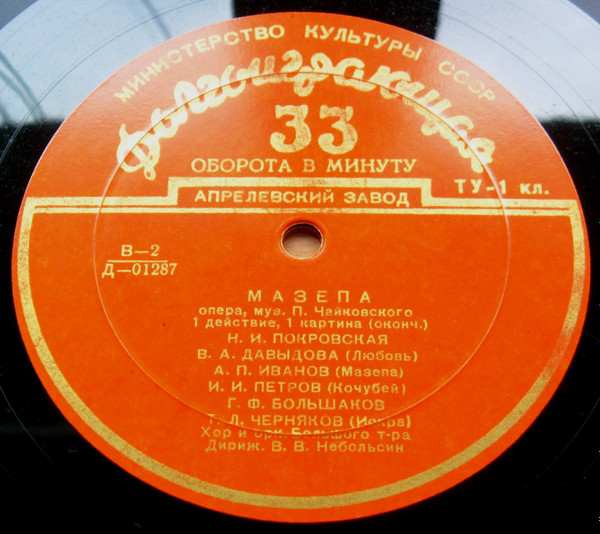 МИНИСТЕРСТВО КУЛЬТУРЫ СССР
Долгоиграющая
33
ОБОРОТА В МИНУТУ
ТУ-1 кл.
АПРЕЛЕВСКИЙ ЗАВОД
В—2
Д—01287
МАЗЕПА
опера, муз. П. Чайковского
1 действие, 1 картина (оконч.)
Н. И. ПОКРОВСКАЯ
В. А. ДАВЫДОВА (Любовь)
А. П. ИВАНОВ (Мазепа)
И. И. ПЕТРОВ (Кочубей)
Г. Ф. БОЛЬШАКОВ
Т. Л. ЧЕРНЯКОВ (Искра)
Хор и орк. Большого т-ра
Дириж. В. В. Небольсин